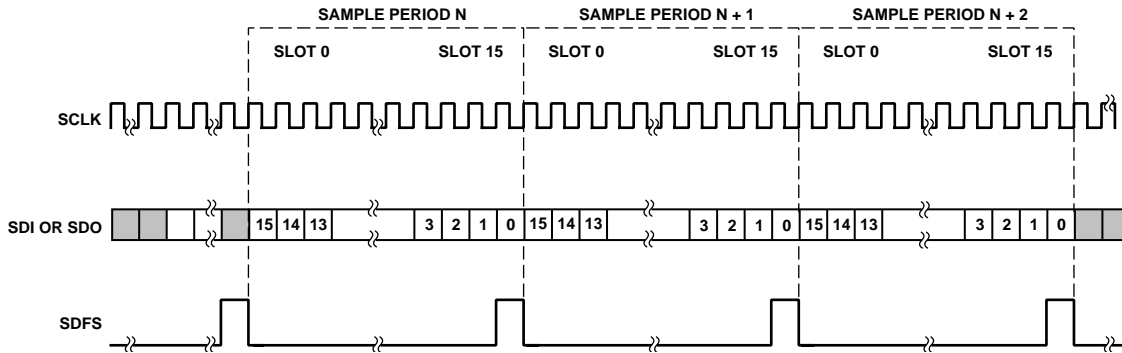 SAMPLE PERIOD N SAMPLE PERIOD N + 1 SAMPLE PERIOD N + 2
SLOT 0 SLOT 15 SLOT 0 SLOT 15 SLOT 0 SLOT 15
SCLK
SDI OR SDO 15 14 13 3 2 1 0 15 14 13 3 2 1 0 15 14 13 3 2 1 0
SDFS